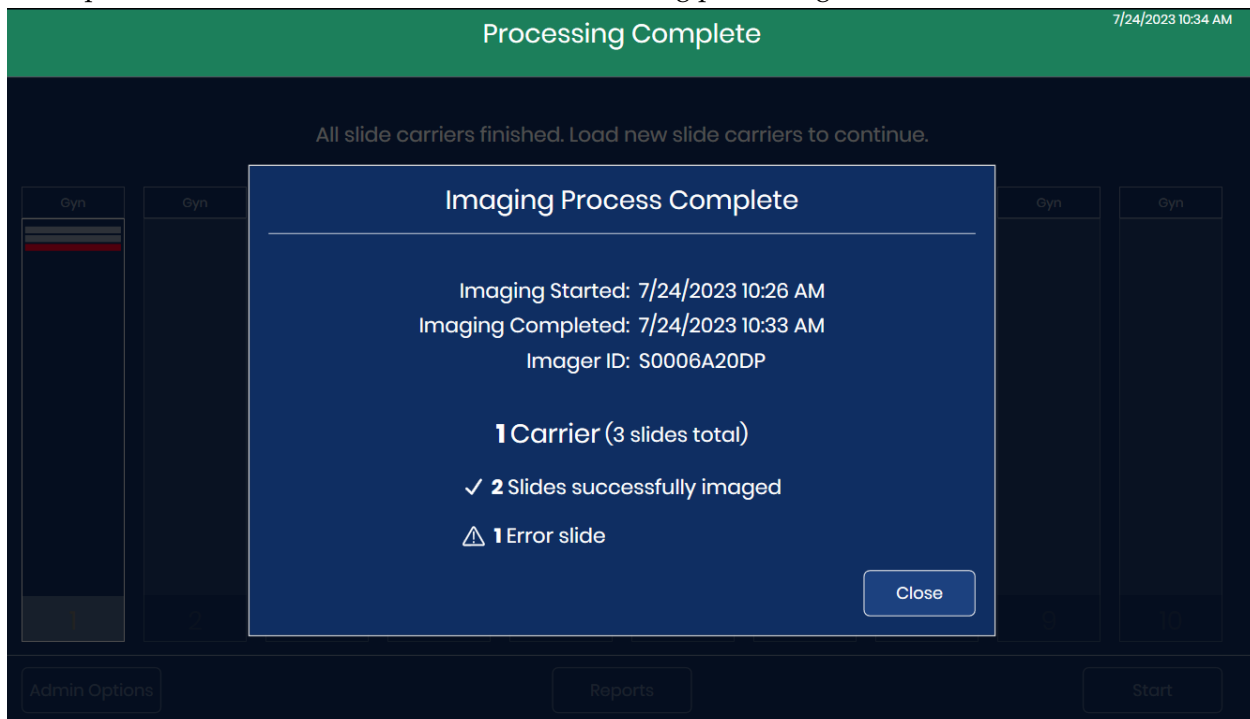 Processing Complete
7/24/2023 10:34 AM
All slide carriers finished. Load new slide carriers to continue.
Gyn
Gyn
Gyn
Gyn
Imaging Process Complete
Imaging Started: 7/24/2023 10:26 AM
Imaging Completed: 7/24/2023 10:33 AM
Imager ID: S0006A20DP
1 Carrier (3 slides total)
2 Slides successfully imaged
1 Error slide
Close
1
2
9
10
Admin Options
Reports
Start